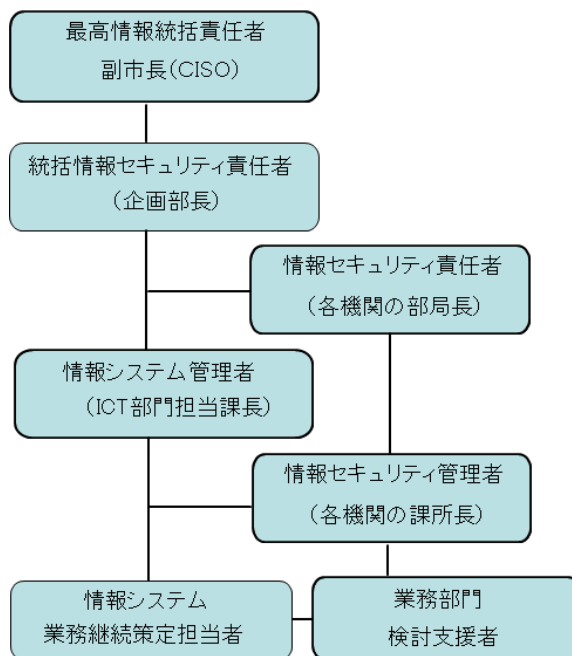 最高情報統括責任者
副市長(CISO)
統括情報セキュリティ責任者
(企画部長)
情報セキュリティ責任者
(各機関の部局長)
情報システム管理者
(ICT部門担当課長)
情報セキュリティ管理者
(各機関の課所長)
情報システム
業務継続策定担当者
業務部門
検討支援者